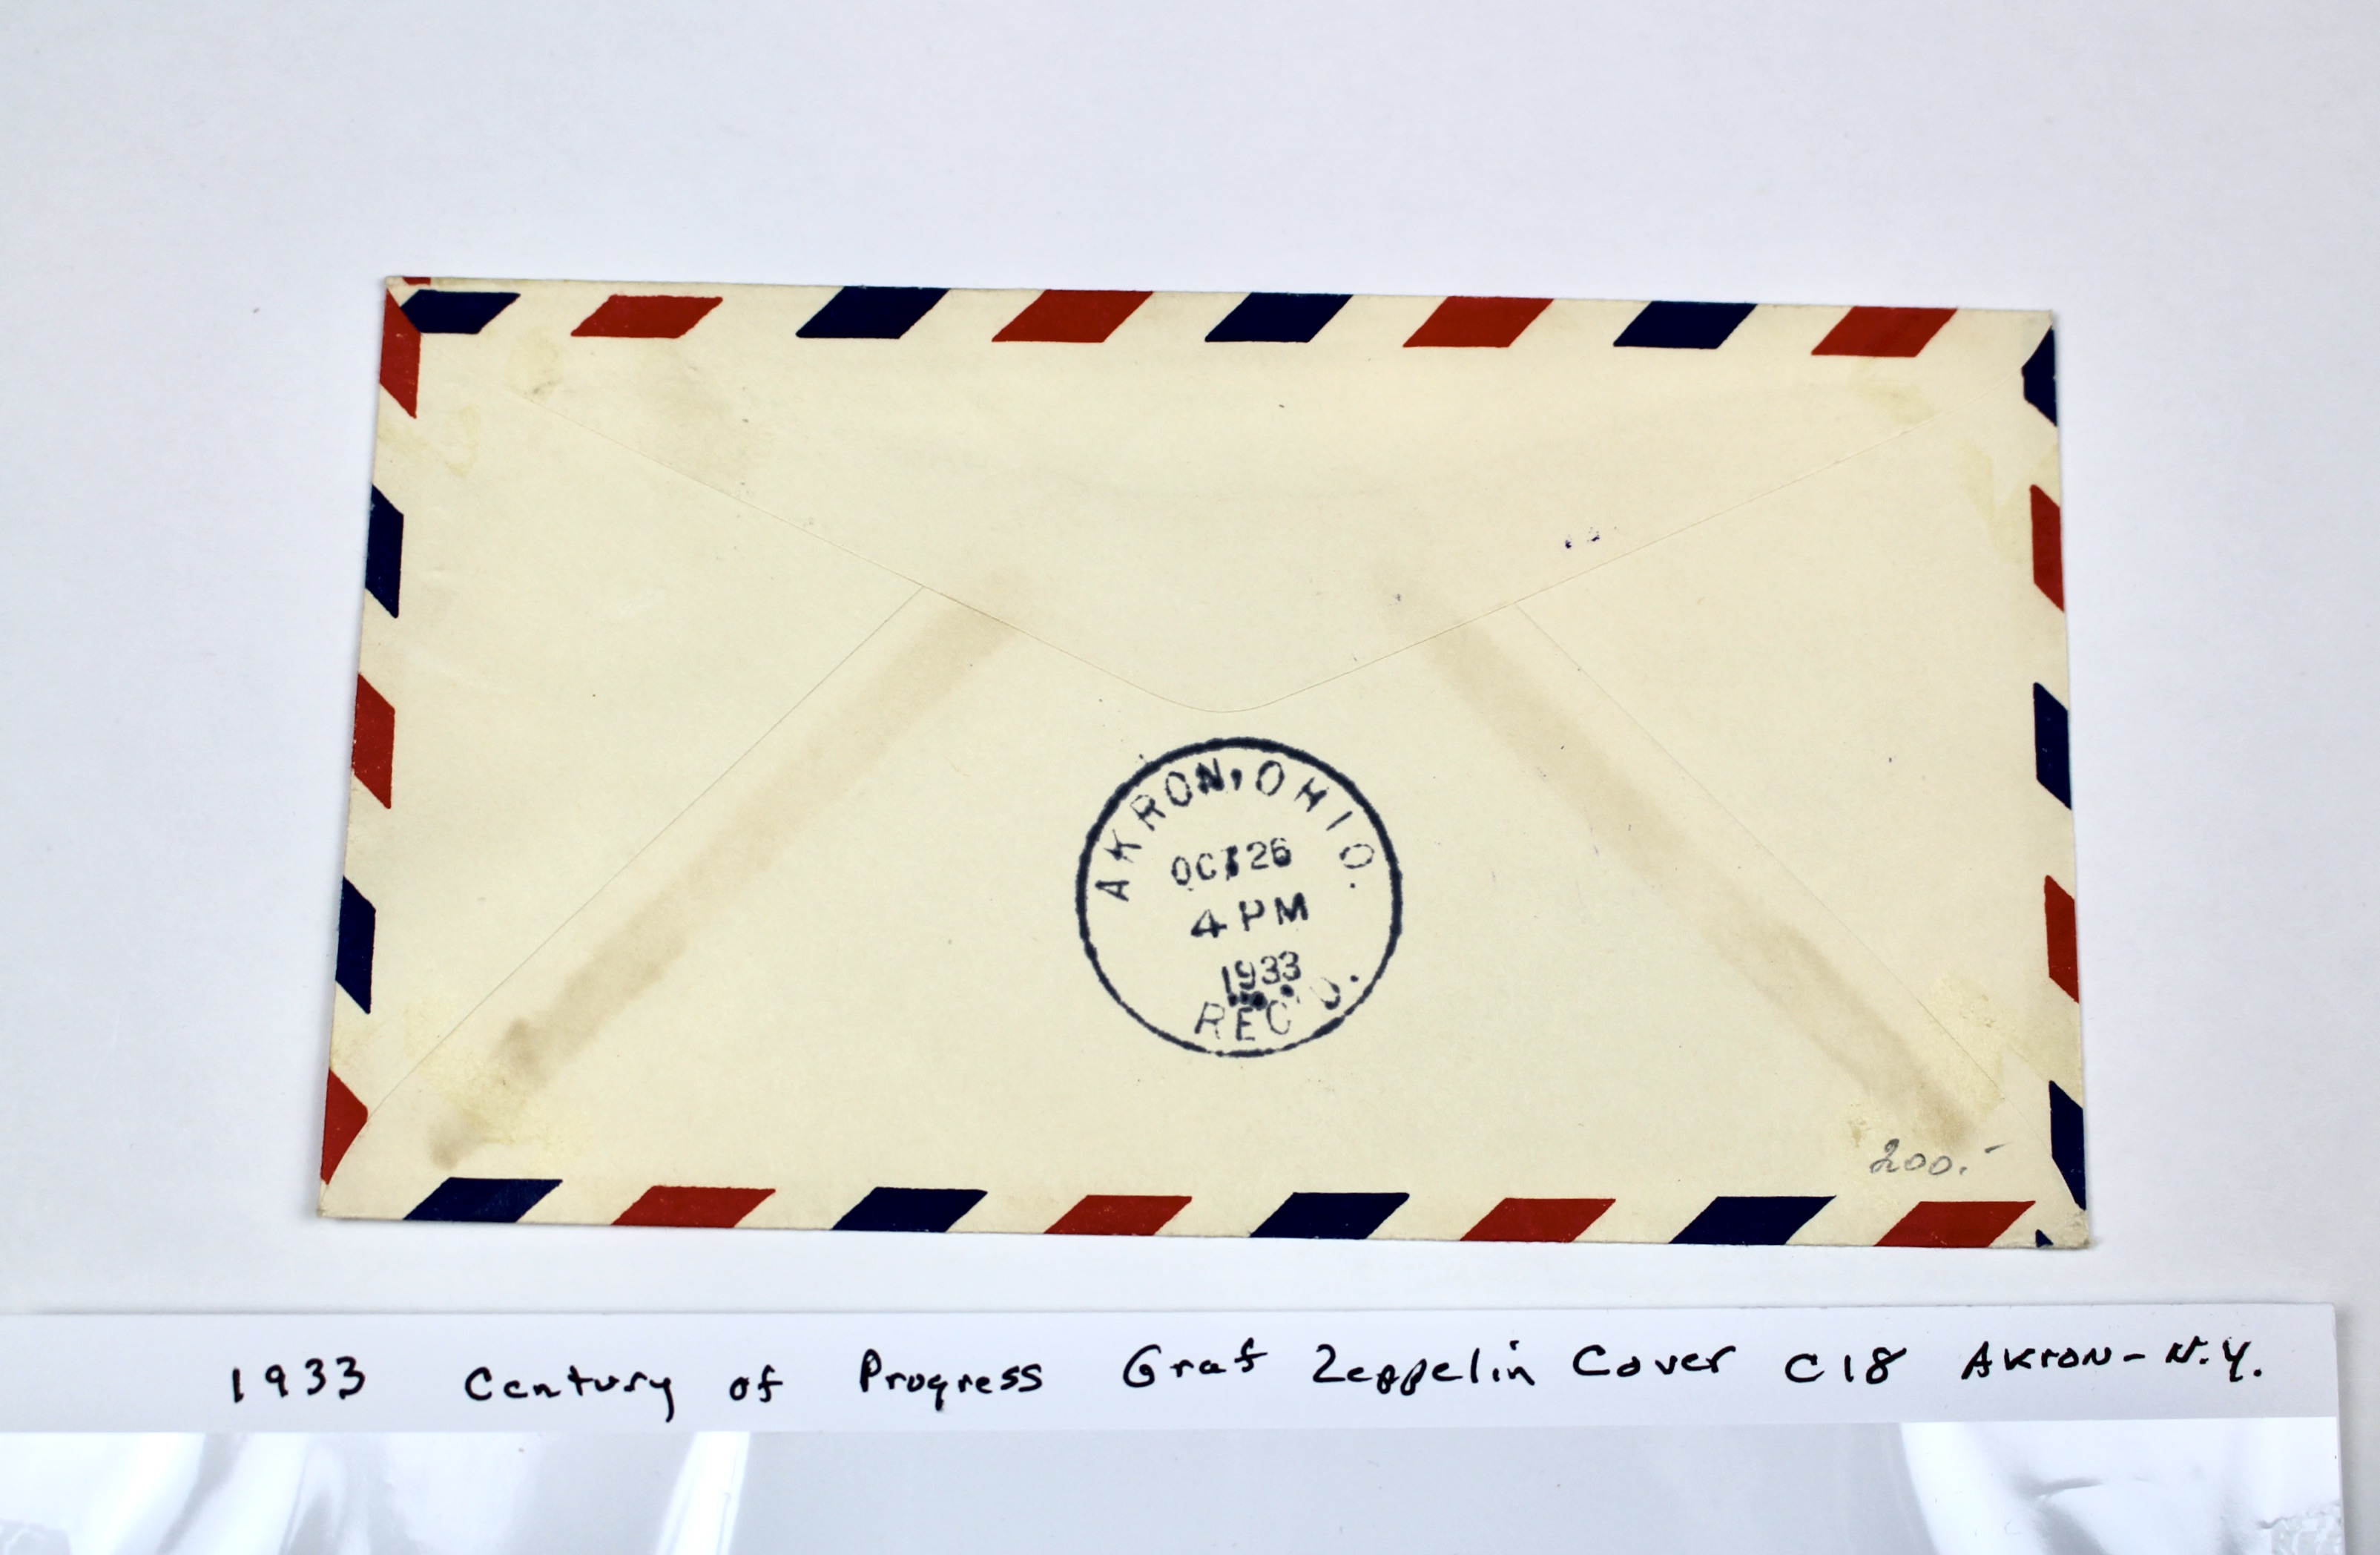 AKRON, OHIO.
OCT 26
4 PM
1933
REC'D.
200.-
1933 Century of Progress Graf Zeppelin Cover C18 Akron-N.Y.